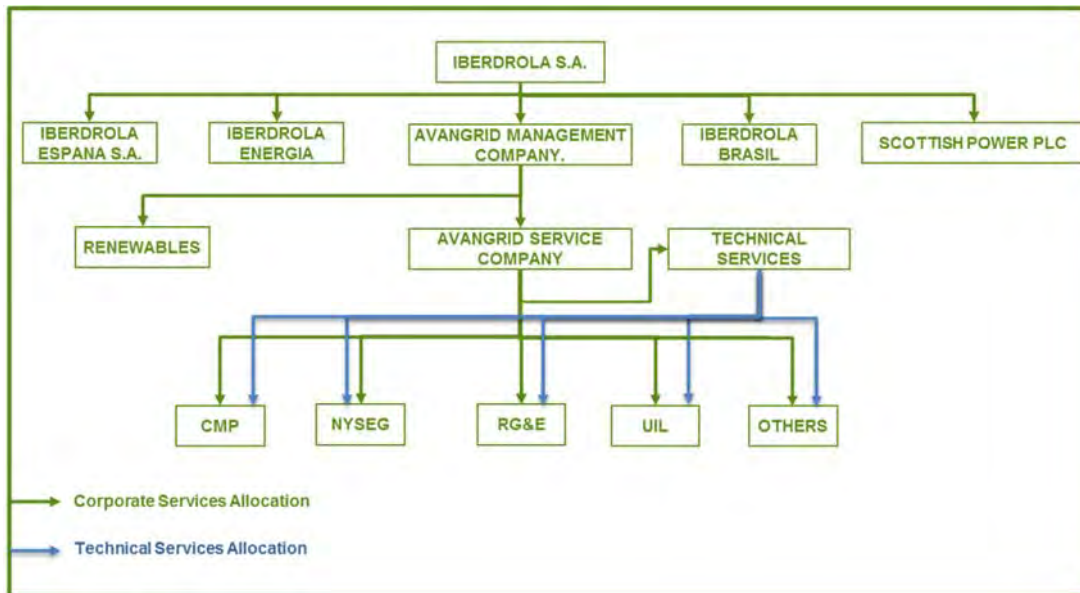 IBERDROLA S.A.
IBERDROLA
ESPANA S.A.
IBERDROLA
ENERGIA
AVANGRID MANAGEMENT
COMPANY.
IBERDROLA
BRASIL
SCOTTISH POWER PLC
RENEWABLES
AVANGRID SERVICE
COMPANY
TECHNICAL
SERVICES
CMP
NYSEG
RG&E
UIL
OTHERS
Corporate Services Allocation
Technical Services Allocation